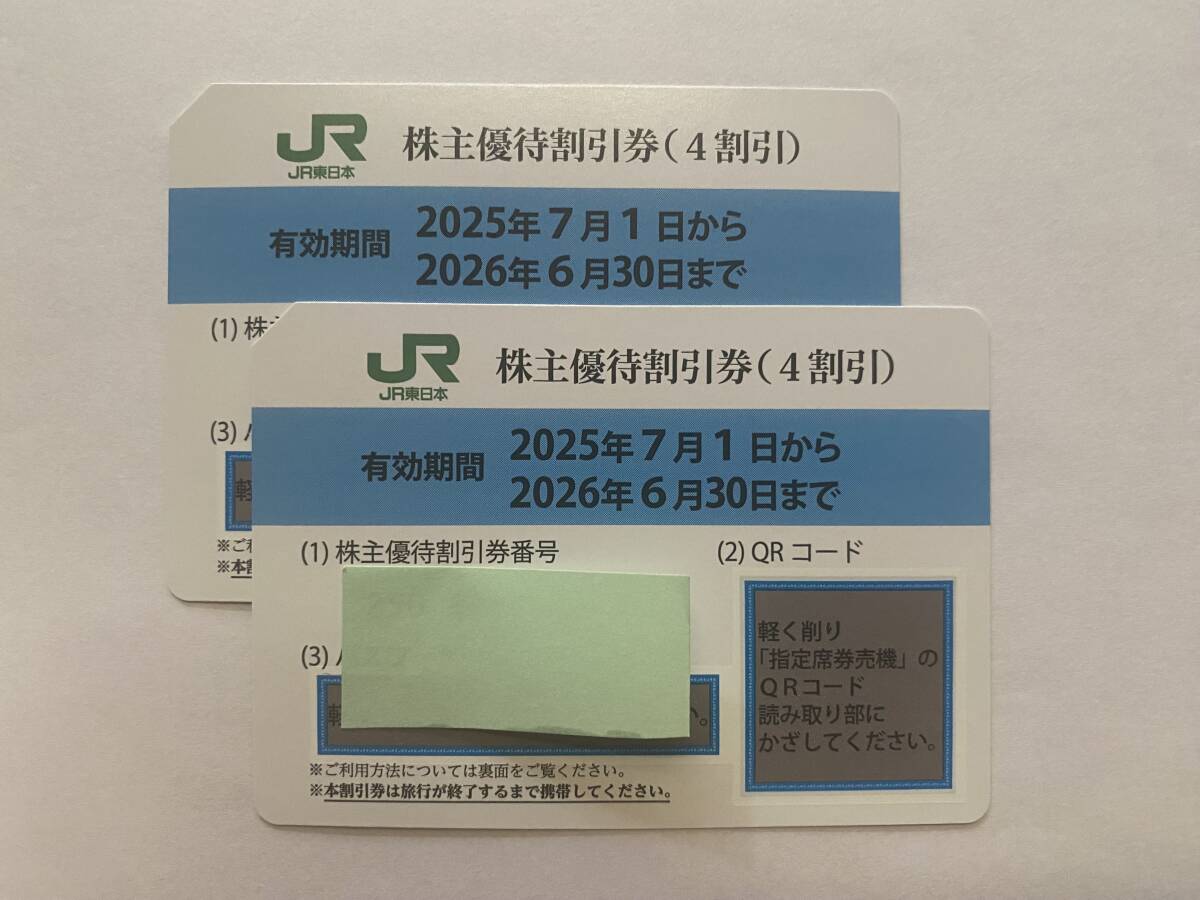 JR 株主優待割引券(4割引)
JR東日本
有効期間 2025年7月1日から
2026年6月30日まで
(1) 株
(3)
軽
※ご
※本割
JR 株主優待割引券(4割引)
JR東日本
有効期間 2025年7月1日から
2026年6月30日まで
(1) 株主優待割引券番号
(2) QR コード
(3)
。
軽く削り
「指定席券売機」の
QRコード
読み取り部に
かざしてください。
※ご利用方法については裏面をご覧ください。
※本割引券は旅行が終了するまで携帯してください。